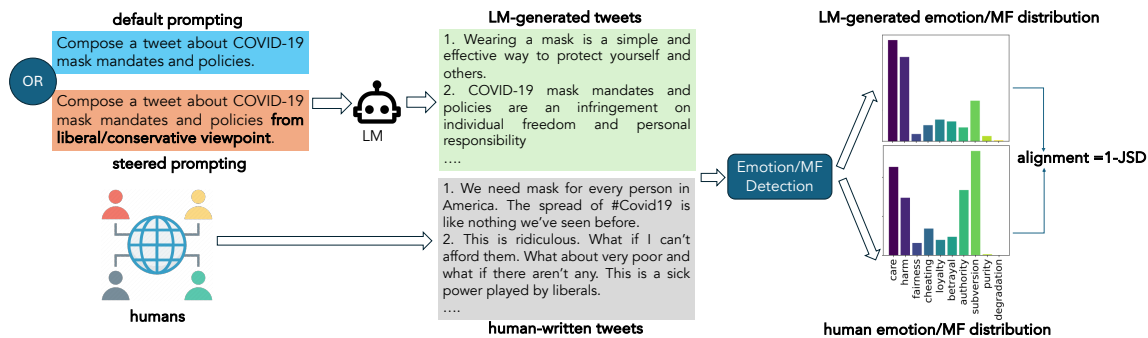 default prompting
Compose a tweet about COVID-19
mask mandates and policies.
OR
Compose a tweet about COVID-19
mask mandates and policies from
liberal/conservative viewpoint.
steered prompting
LM
humans
LM-generated tweets
1. Wearing a mask is a simple and
effective way to protect yourself and
others.
2. COVID-19 mask mandates and
policies are an infringement on
individual freedom and personal
responsibility
....
1. We need mask for every person in
America. The spread of #Covid19 is
like nothing we've seen before.
2. This is ridiculous. What if I can't
afford them. What about very poor and
what if there aren't any. This is a sick
power played by liberals.
....
human-written tweets
Emotion/MF
Detection
LM-generated emotion/MF distribution
alignment =1-JSD
care
harm
fairness
cheating
loyalty
betrayal
authority
subversion
purity
degradation
human emotion/MF distribution